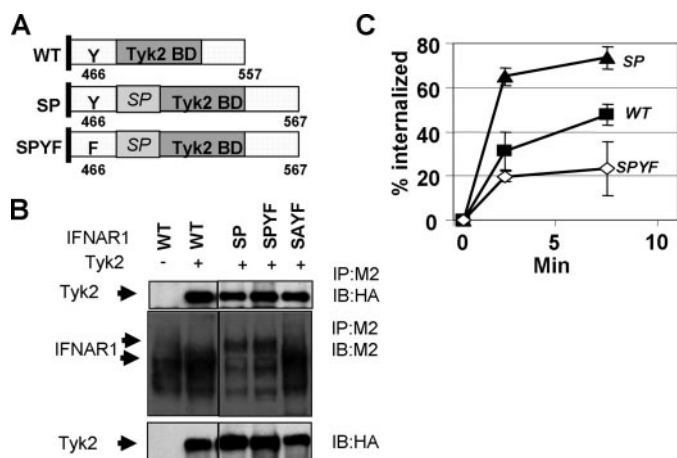 A
WT
Y
Tyk2 BD
466
557
SP
Y
SP
Tyk2 BD
466
567
SPYF
F
SP
Tyk2 BD
466
567
B
IFNAR1
WT
WT
SP
SPYF
SAYF
Tyk2
- + + + +
Tyk2
IP:M2
IB:HA
IFNAR1
IP:M2
IB:M2
Tyk2
IB:HA
C
% internalized
80
60
40
20
0
SP
WT
SPYF
0 5 10
Min